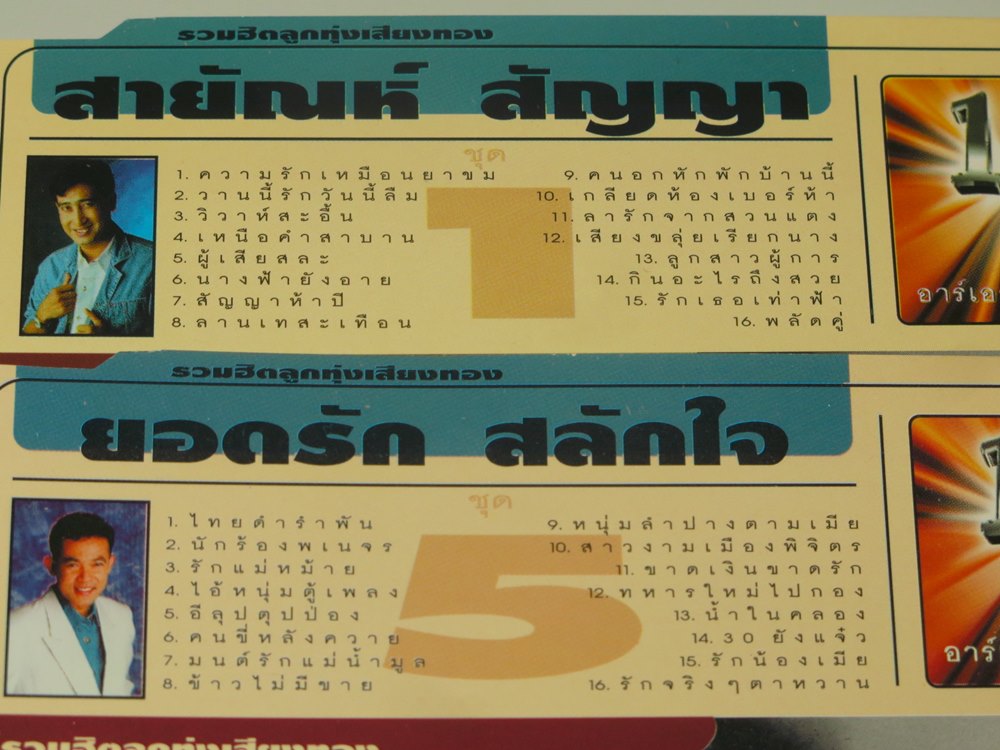 รวมฮิตลูกทุ่งเสียงทอง
สายัณห์ สัญญา
ชุด
1
1. ความรักเหมือนยาขม
2. วานนี้รักวันนี้ลืม
3. วิวาห์สะอื้น
4. เหนือคำสาบาน
5. ผู้เสียสละ
6. นางฟ้ายังอาย
7. สัญญาห้าปี
8. ลานเทสะเทือน
9. คนอกหักพักบ้านนี้
10. เกลียดห้องเบอร์ห้า
11. ลารักจากสวนแตง
12. เสียงขลุ่ยเรียกนาง
13. ลูกสาวผู้การ
14. กินอะไรถึงสวย
15. รักเธอเท่าฟ้า
16. พลัดคู่
อาร์เอ
รวมฮิตลูกทุ่งเสียงทอง
ยอดรัก สลักใจ
ชุด
5
1. ไทยดำรำพัน
2. นักร้องพเนจร
3. รักแม่หม้าย
4. ไอ้หนุ่มตู้เพลง
5. อีลุปตุปป่อง
6. คนขี่หลังควาย
7. มนต์รักแม่น้ำมูล
8. ข้าวไม่มีขาย
9. หนุ่มลำปางตามเมีย
10. สาวงามเมืองพิจิตร
11. ขาดเงินขาดรัก
12. ทหารใหม่ไปกอง
13. น้ำในคลอง
14. 30 ยังแจ๋ว
15. รักน้องเมีย
16. รักจริงๆตาหวาน
อาร์
รวมฮิตลูกทุ่งเสียงทอง